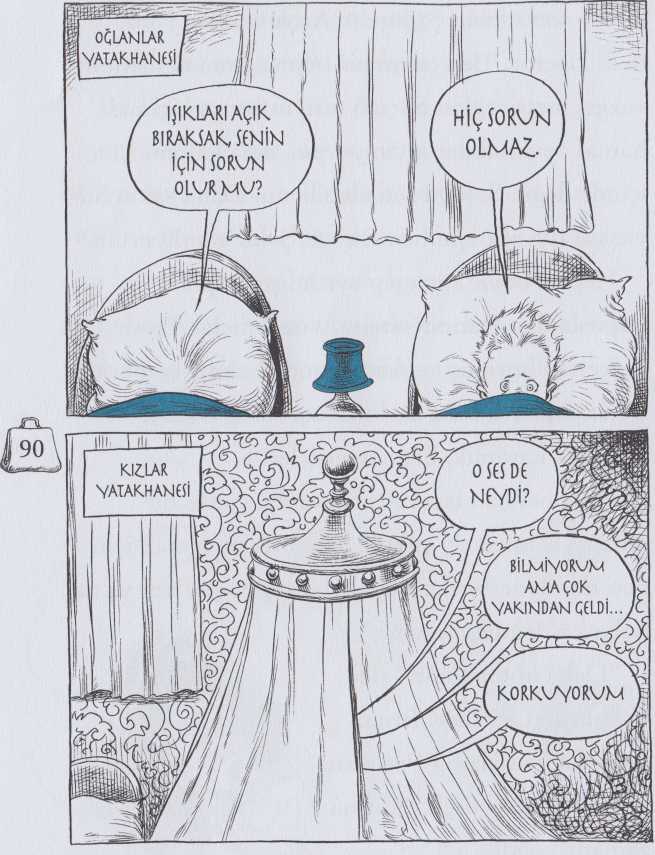 OĞLANLAR
YATAKHANESİ
IŞIKLARI AÇIK
BIRAKSAK, SENİN
İÇİN SORUN
OLUR MU?
HİÇ SORUN
OLMAZ.
90
KIZLAR
YATAKHANESİ
O SES DE
NEYDİ?
BİLMİYORUM
AMA ÇOK
YAKINDAN GELDİ...
KORKUYORUM